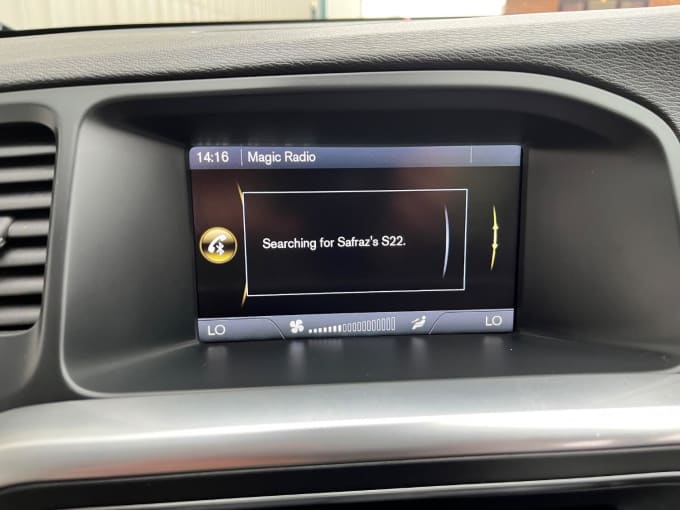 14:16 Magic Radio
Searching for Safraz's S22.
LO LO